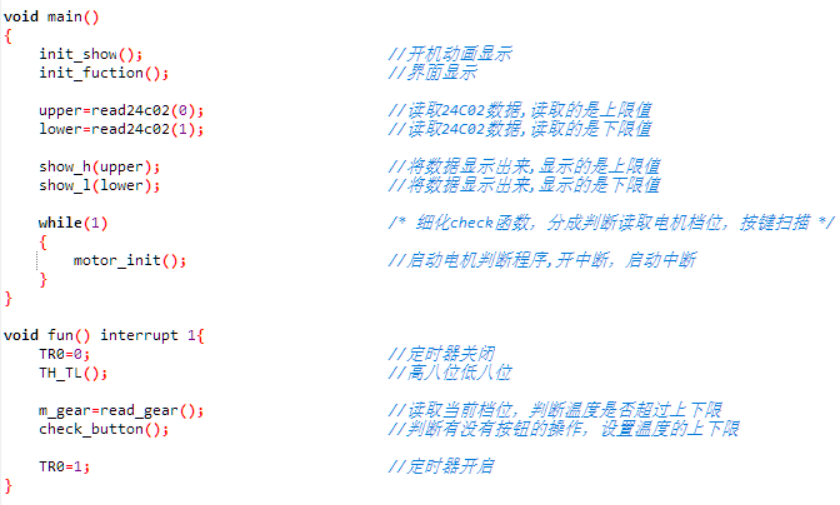 void main()
{
init_show(); //开机动画显示
init_fuction(); //界面显示
upper=read24c02(0); //读取24C02数据,读取的是上限值
lower=read24c02(1); //读取24C02数据,读取的是下限值
show_h(upper); //将数据显示出来,显示的是上限值
show_l(lower); //将数据显示出来,显示的是下限值
while(1) /* 细化check函数，分成判断读取电机档位，按键扫描 */
{
motor_init(); //启动电机判断程序,开中断，启动中断
}
}
void fun() interrupt 1{
TR0=0; //定时器关闭
TH_TL(); //高八位低八位
m_gear=read_gear(); //读取当前档位，判断温度是否超过上下限
check_button(); //判断有没有按钮的操作，设置温度的上下限
TR0=1; //定时器开启
}